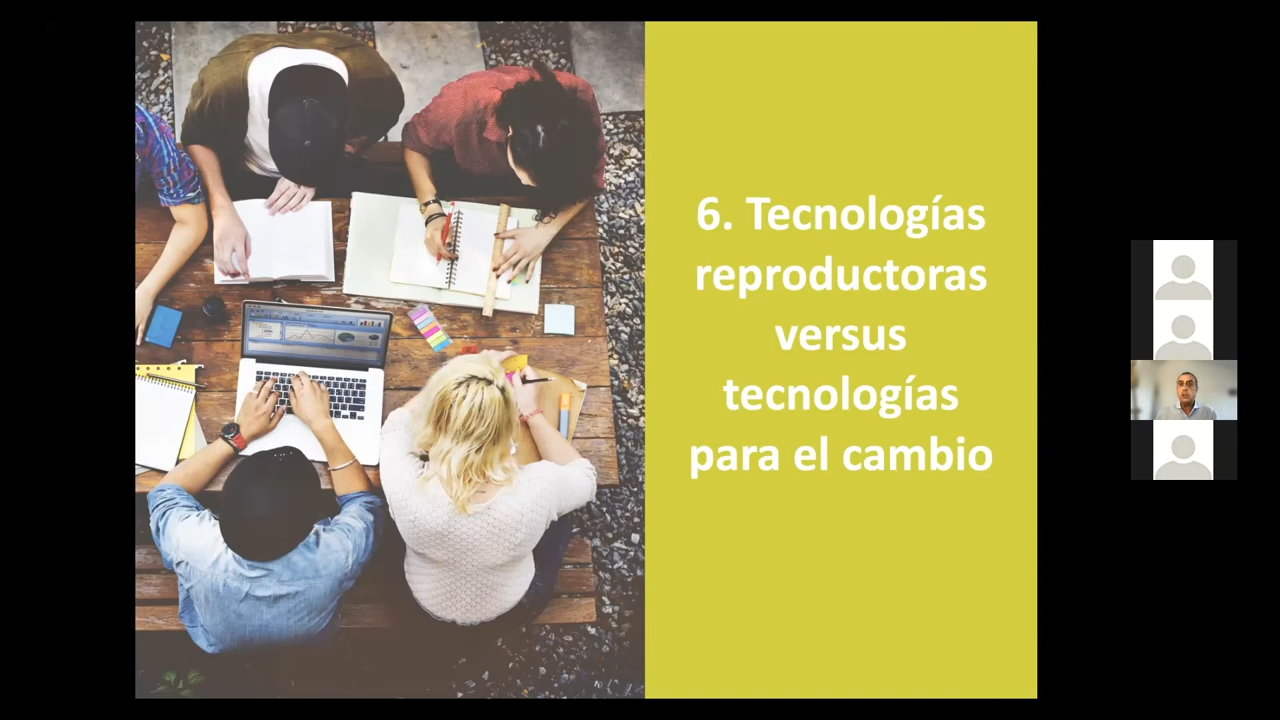 6. Tecnologías
reproductoras
versus
tecnologías
para el cambio